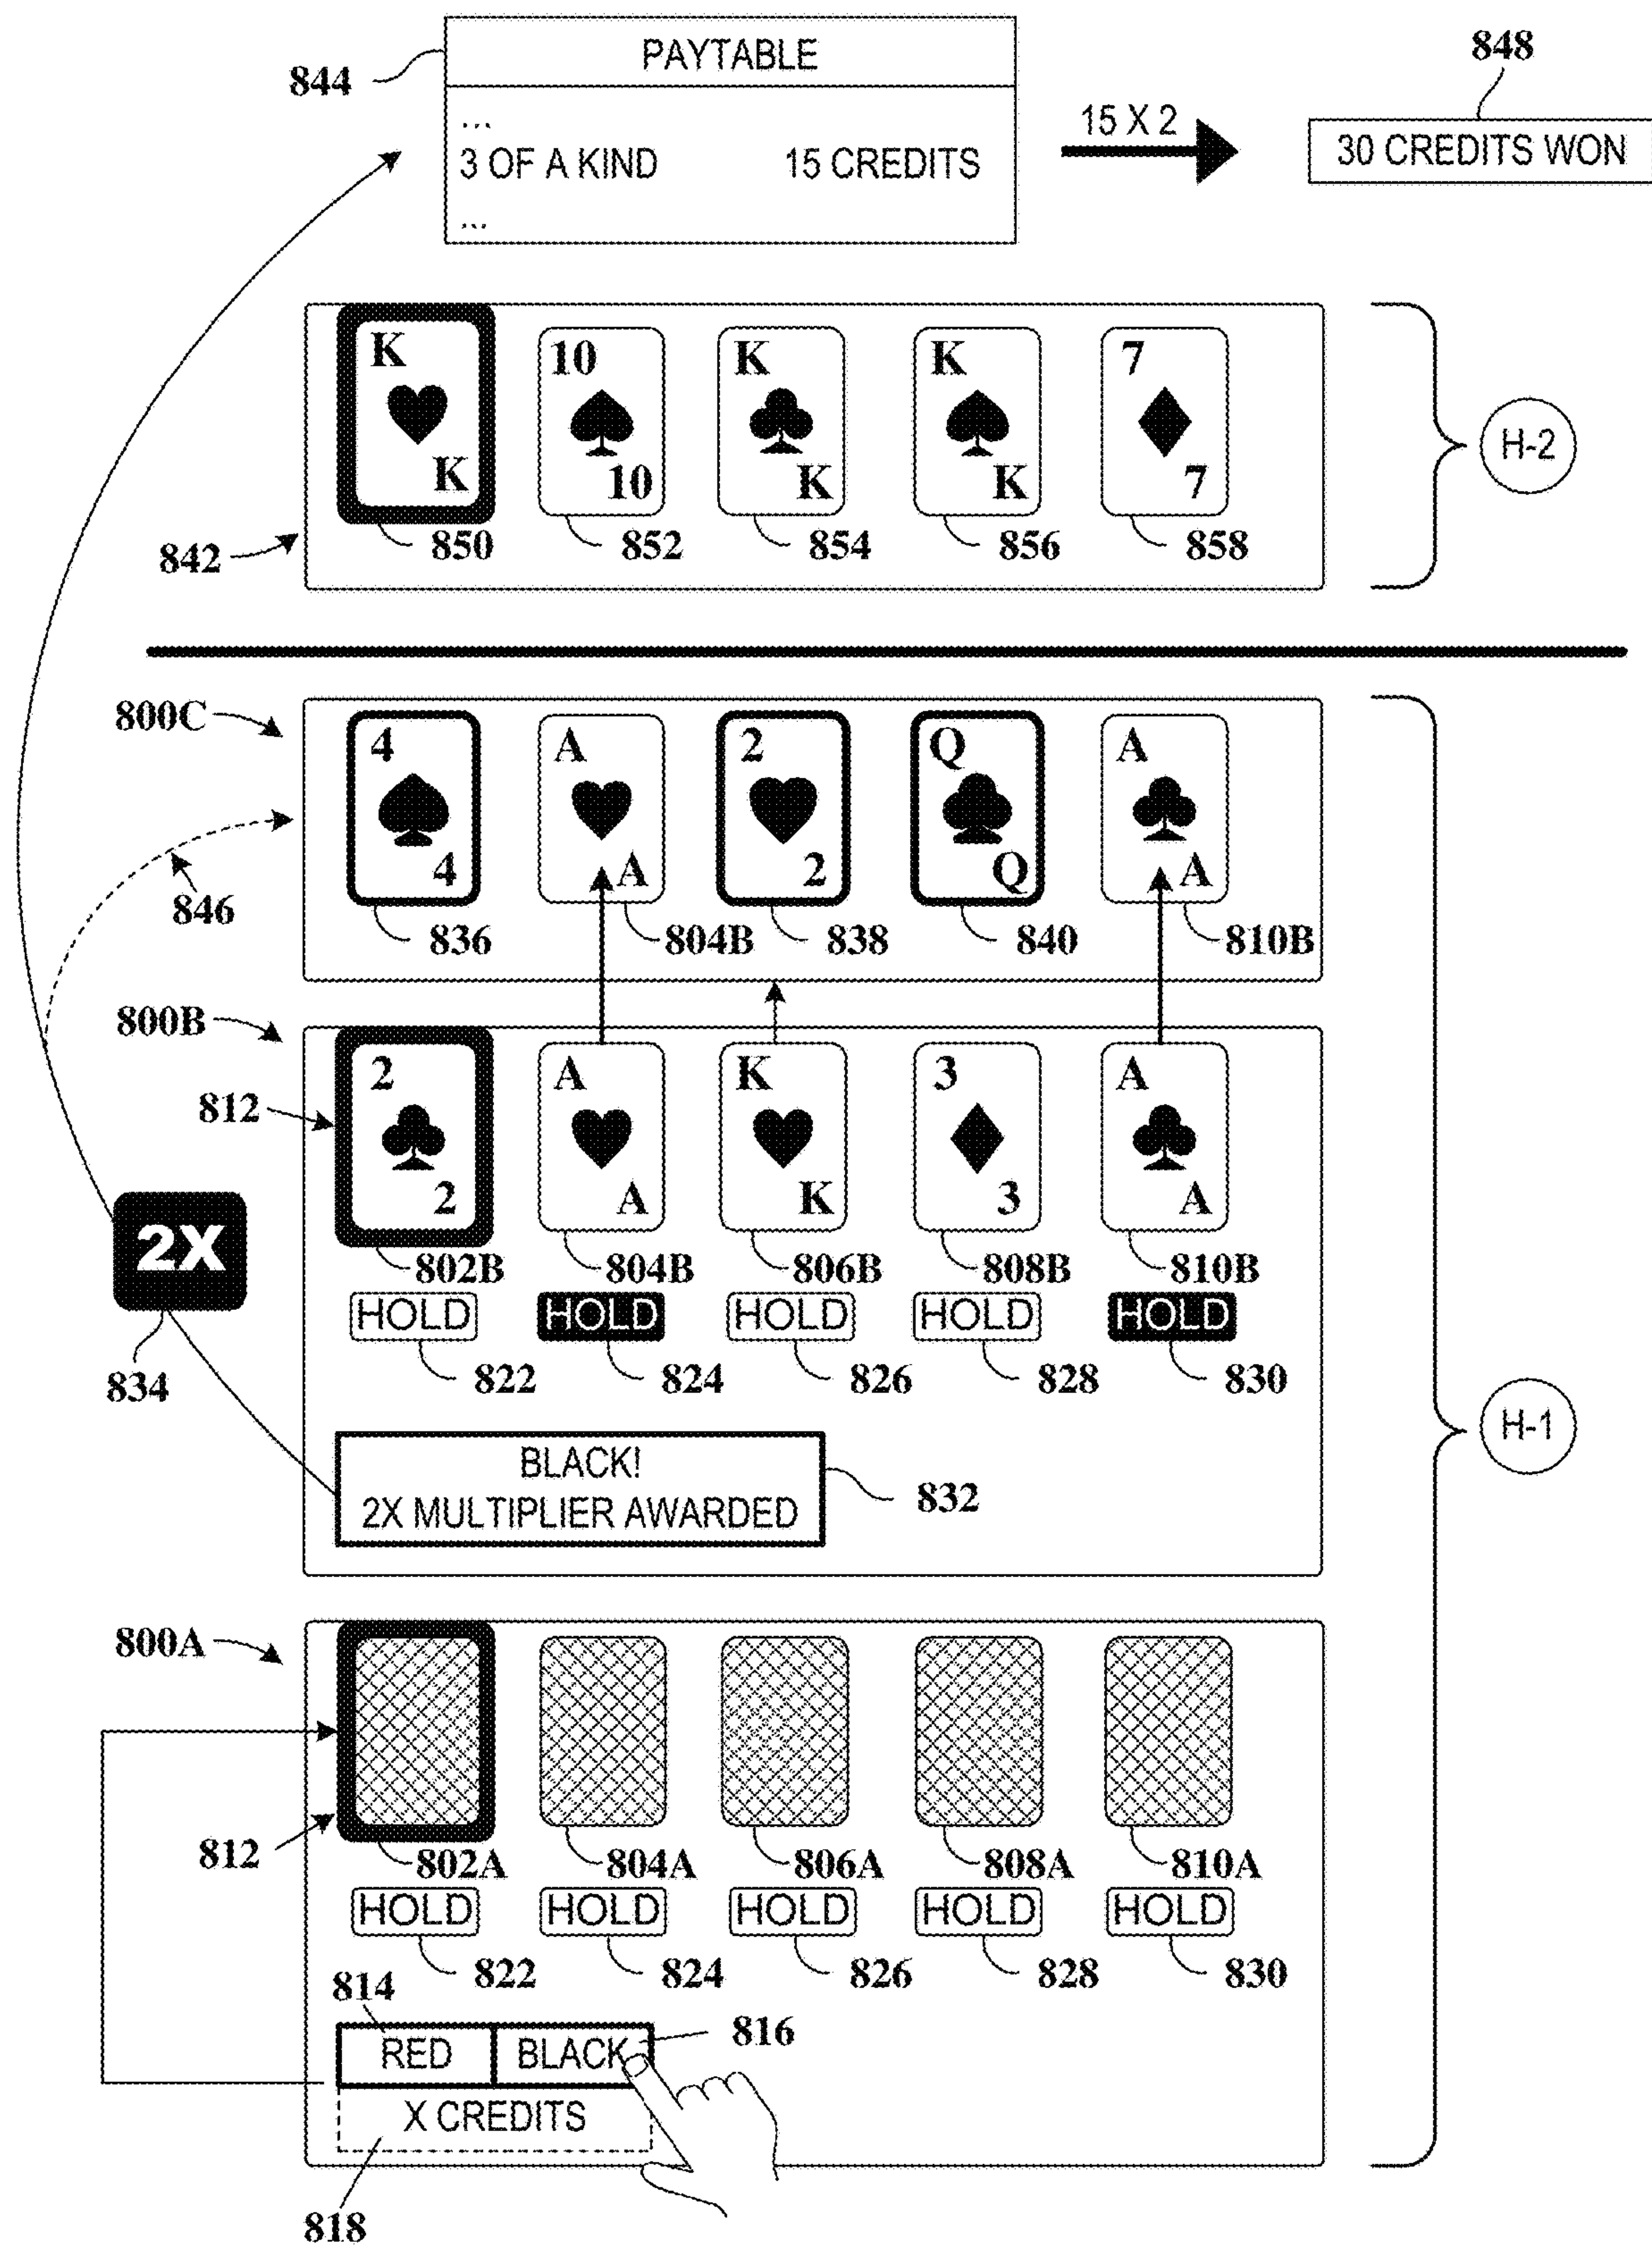 PAYTABLE
844
...
3 OF A KIND 15 CREDITS
...
15 X 2
848
30 CREDITS WON
K 10 K K 7
K 10 K K 7
850 852 854 856 858
842
H-2
800C
4 A 2 Q A
4 A 2 Q A
846
836 804B 838 840 810B
800B
2 A K 3 A
812
2 A K 3 A
2X
802B 804B 806B 808B 810B
HOLD HOLD HOLD HOLD HOLD
834
822 824 826 828 830
H-1
BLACK!
2X MULTIPLIER AWARDED
832
800A
812
802A 804A 806A 808A 810A
HOLD HOLD HOLD HOLD HOLD
822 824 826 828 830
814
816
RED BLACK
X CREDITS
818